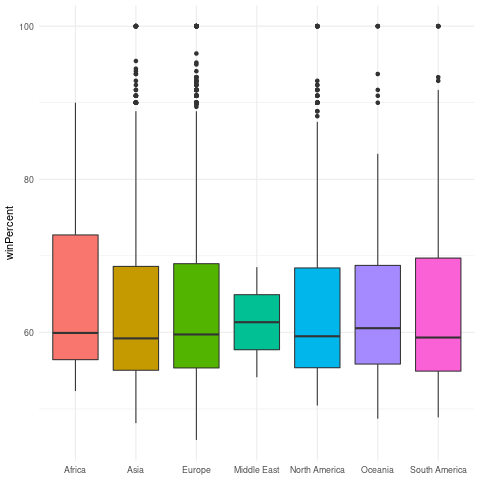 100
80
60
winPercent
Africa
Asia
Europe
Middle East
North America
Oceania
South America